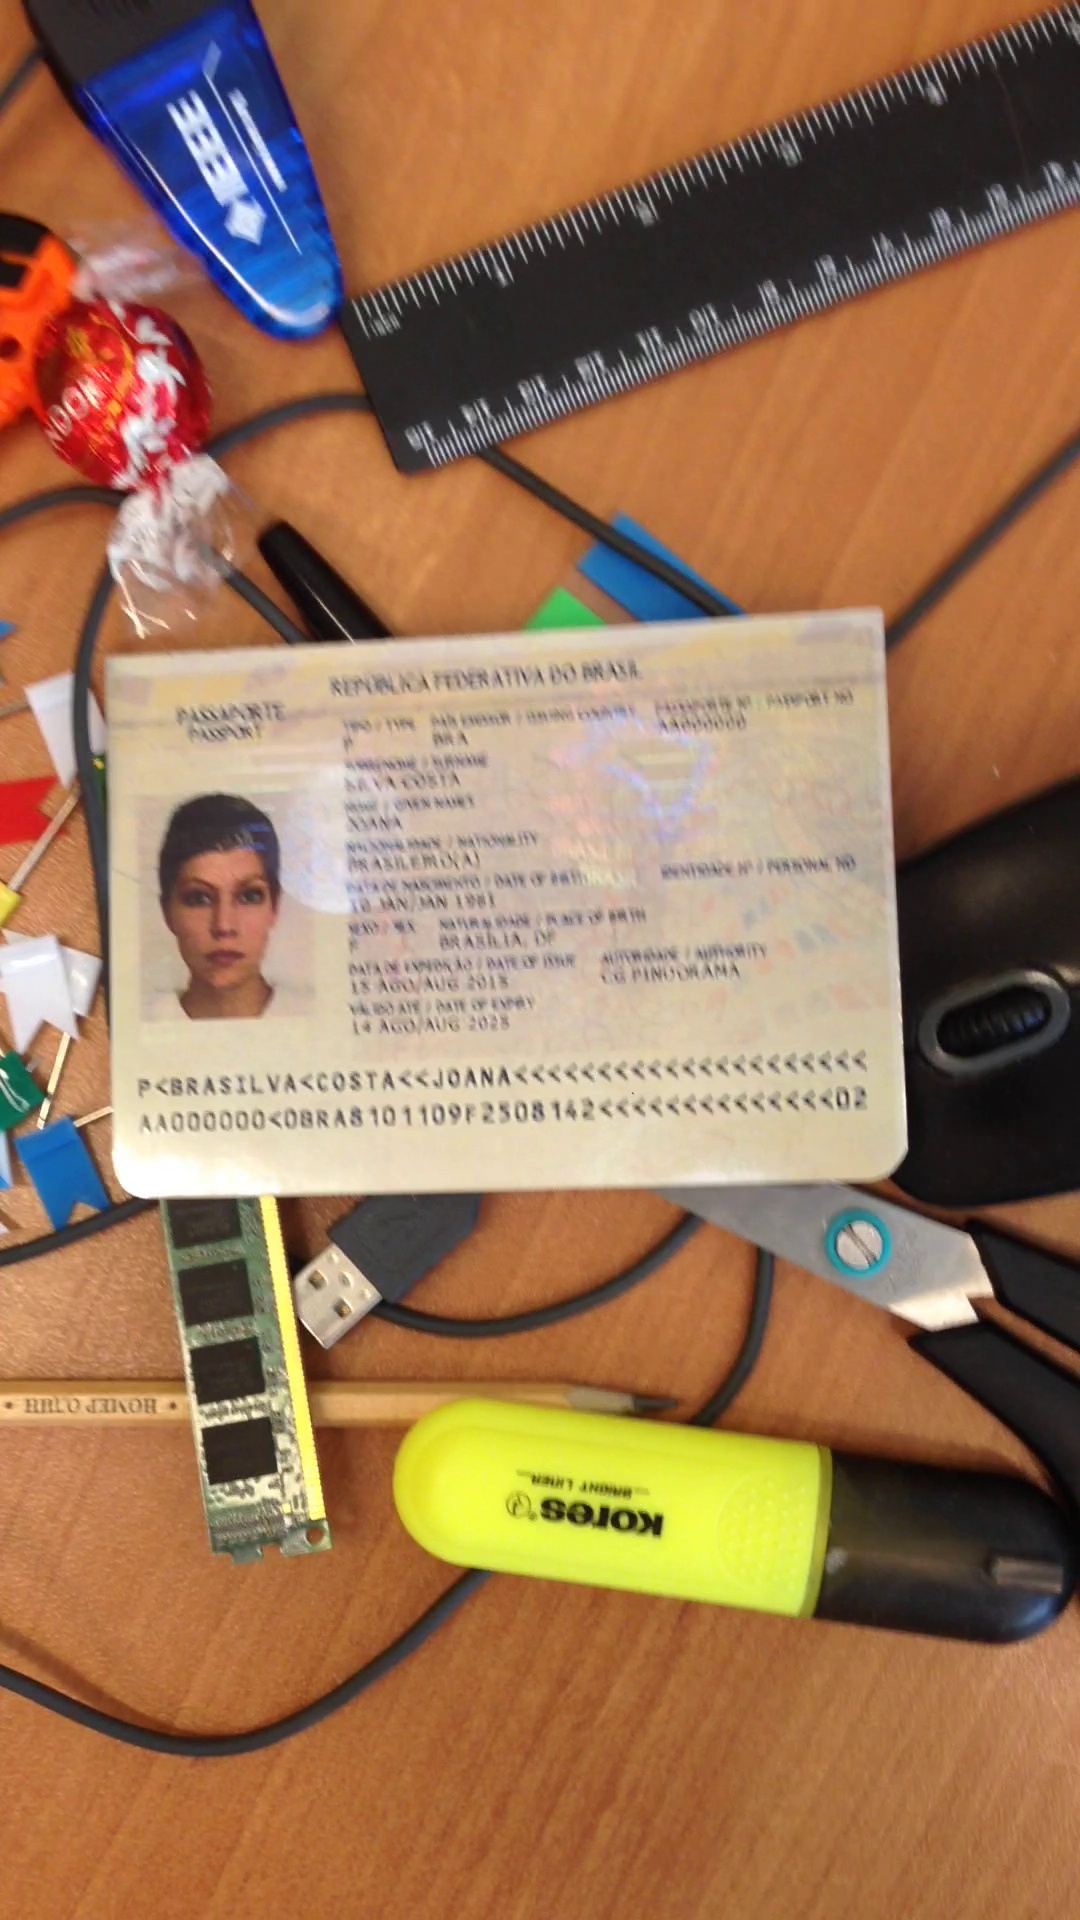 REPÚBLICA FEDERATIVA DO BRASIL
PASSAPORTE
PASSPORT
TIPO / TYPE PAÍS EMISSOR / ISSUING COUNTRY PASSAPORTE Nº / PASSPORT NO
P BRA AA000000
SOBRENOME / SURNAME
SILVA COSTA
NOME / GIVEN NAMES
JOANA
NACIONALIDADE / NATIONALITY
BRASILEIRO(A)
DATA DE NASCIMENTO / DATE OF BIRTH IDENTIDADE Nº / PERSONAL NO
10 JAN/JAN 1981
SEXO / SEX NATURALIDADE / PLACE OF BIRTH
F BRASÍLIA, DF
DATA DE EXPEDIÇÃO / DATE OF ISSUE AUTORIDADE / AUTHORITY
15 AGO/AUG 2015 CG PINDORAMA
VÁLIDO ATÉ / DATE OF EXPIRY
14 AGO/AUG 2025
P<BRASILVA<COSTA<<JOANA<<<<<<<<<<<<<<<<<<<<<
AA000000<0BRA8101109F2508142<<<<<<<<<<<<<<02
НОМЕР ОДИН
kores
BRIGHT LINER